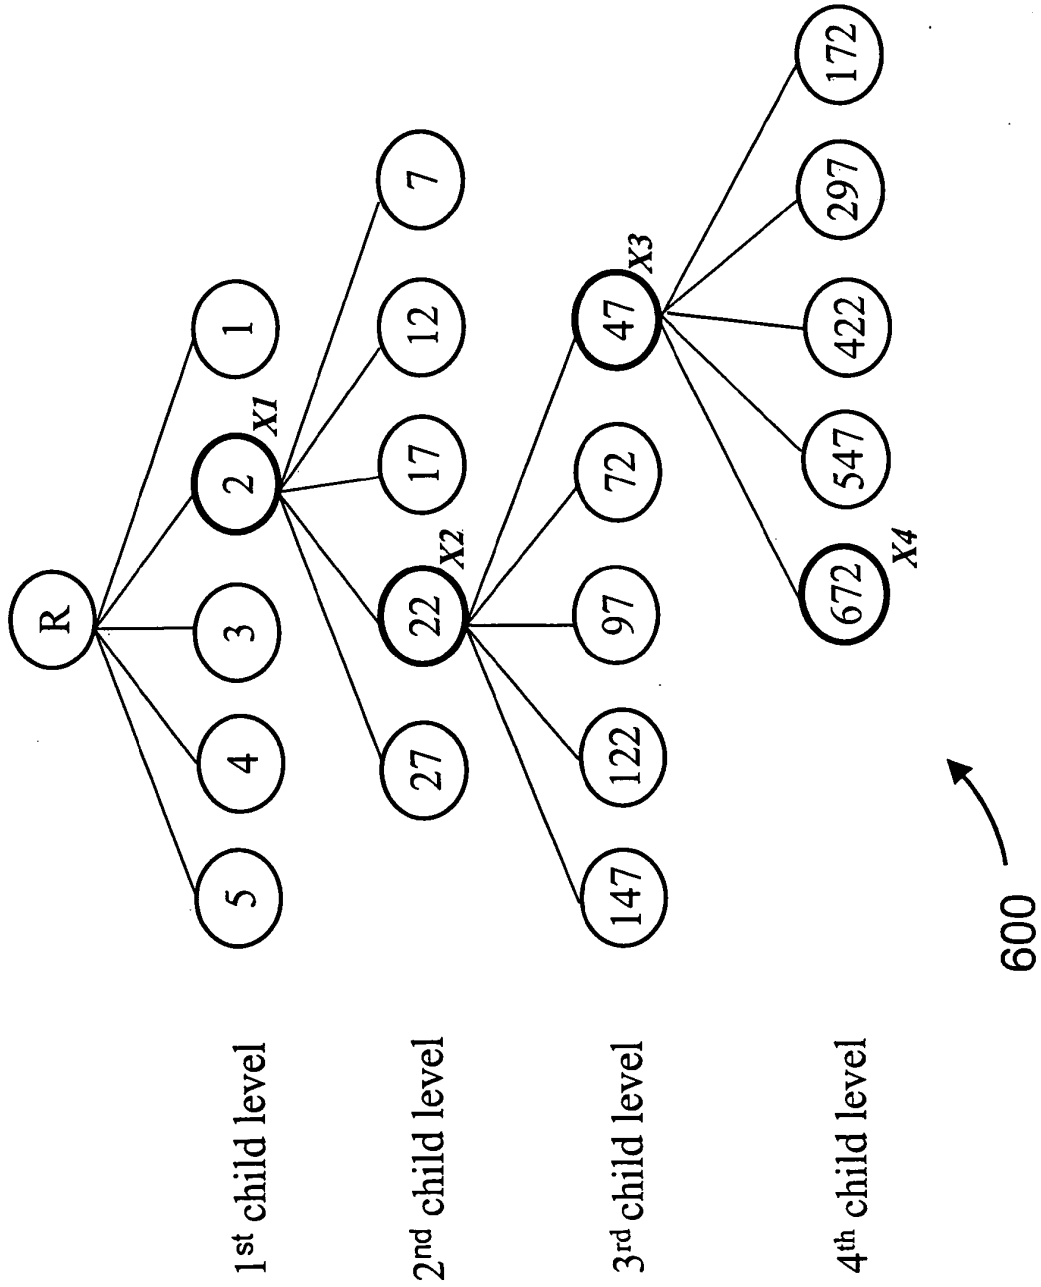 R
1st child level 5 4 3 2 1
X1
2nd child level 27 22 17 12 7
X2
3rd child level 147 122 97 72 47
X3
4th child level 672 547 422 297 172
X4
600